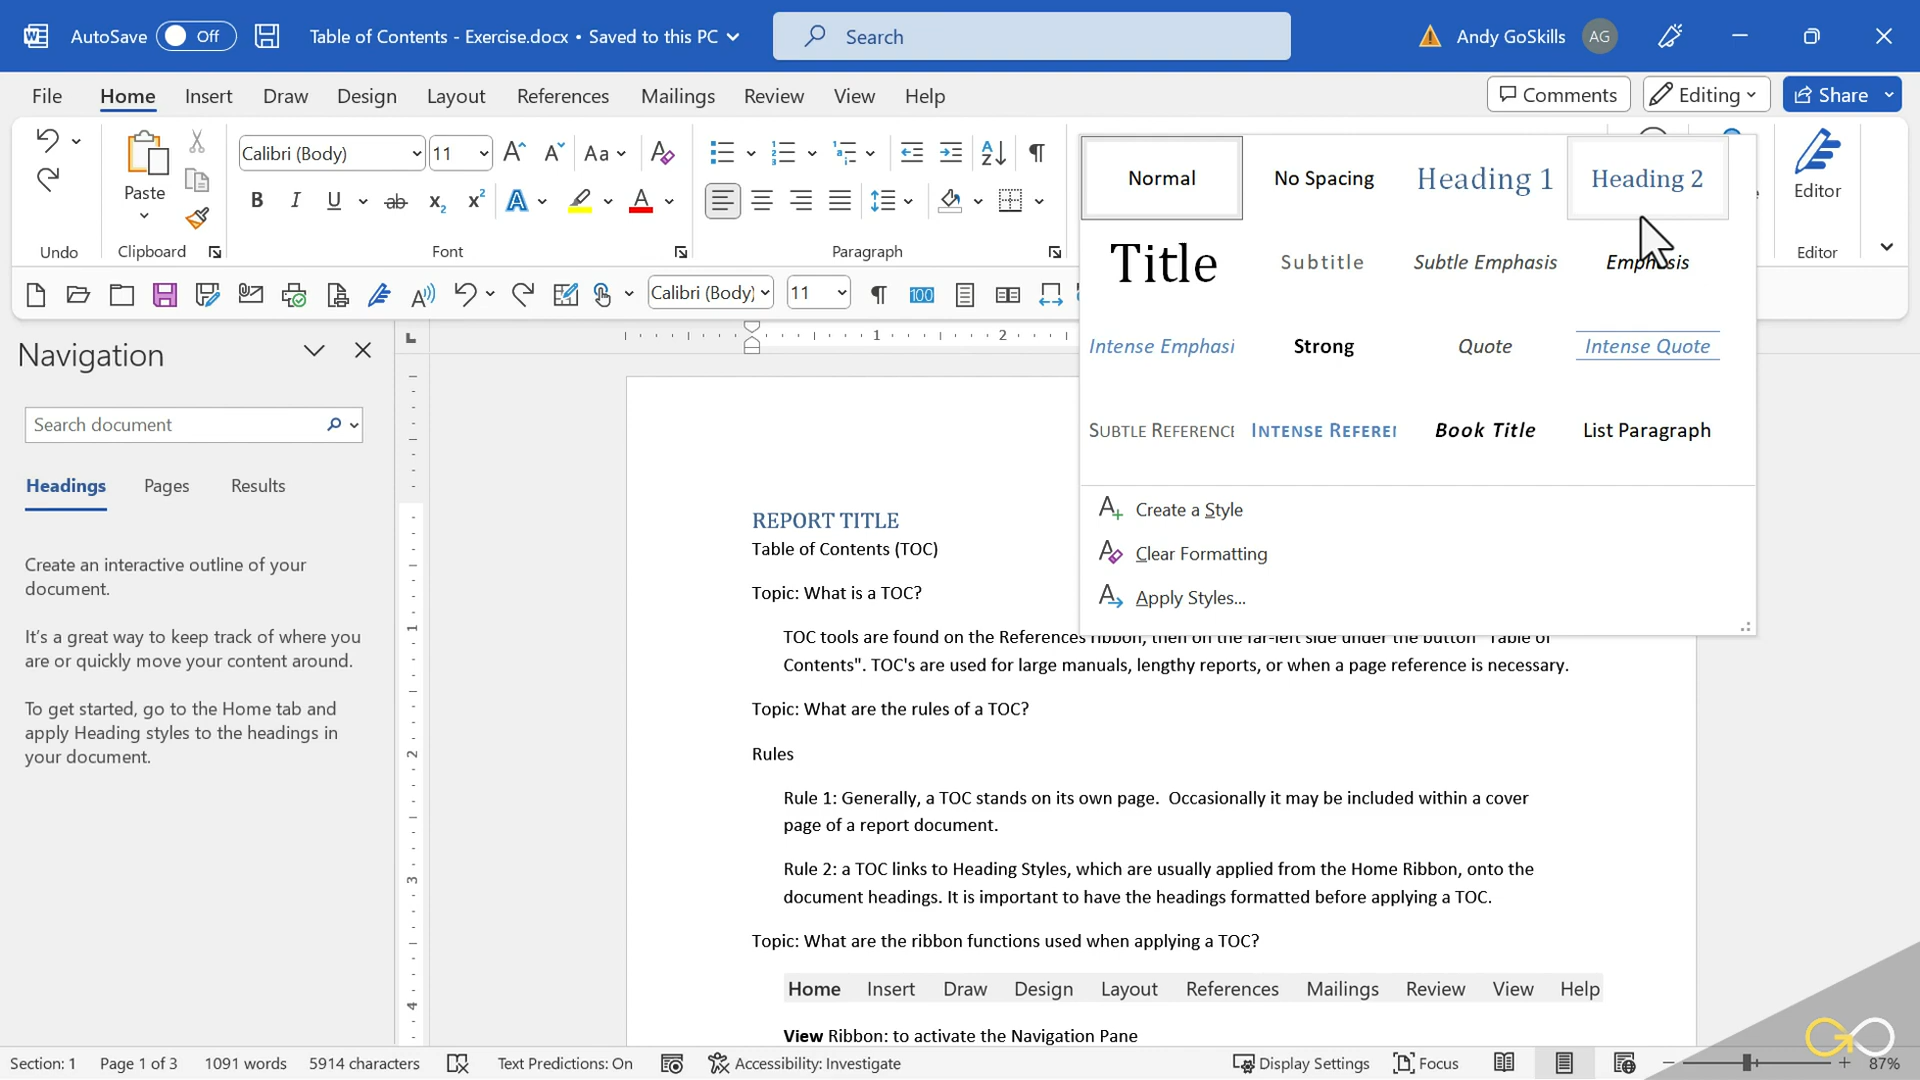 AutoSave Off Table of Contents - Exercise.docx • Saved to this PC Search Andy GoSkills AG
File Home Insert Draw Design Layout References Mailings Review View Help Comments Editing Share
Calibri (Body) 11 Aa
Paste
B I U ab
Undo Clipboard Font Paragraph
Normal No Spacing Heading 1 Heading 2
Editor
Editor
Title Subtitle Subtle Emphasis Emphasis
Calibri (Body) 11 100
Intense Emphasi Strong Quote Intense Quote
SUBTLE REFERENCE INTENSE REFEREI Book Title List Paragraph
Create a Style
Clear Formatting
Apply Styles...
Navigation
Search document
Headings Pages Results
Create an interactive outline of your
document.
It's a great way to keep track of where you
are or quickly move your content around.
To get started, go to the Home tab and
apply Heading styles to the headings in
your document.
1 2
1
2
3
4
REPORT TITLE
Table of Contents (TOC)
Topic: What is a TOC?
TOC tools are found on the References ribbon, then on the far-left side under the button "Table of
Contents". TOC's are used for large manuals, lengthy reports, or when a page reference is necessary.
Topic: What are the rules of a TOC?
Rules
Rule 1: Generally, a TOC stands on its own page. Occasionally it may be included within a cover
page of a report document.
Rule 2: a TOC links to Heading Styles, which are usually applied from the Home Ribbon, onto the
document headings. It is important to have the headings formatted before applying a TOC.
Topic: What are the ribbon functions used when applying a TOC?
Home Insert Draw Design Layout References Mailings Review View Help
View Ribbon: to activate the Navigation Pane
Section: 1 Page 1 of 3 1091 words 5914 characters Text Predictions: On Accessibility: Investigate Display Settings Focus 87%